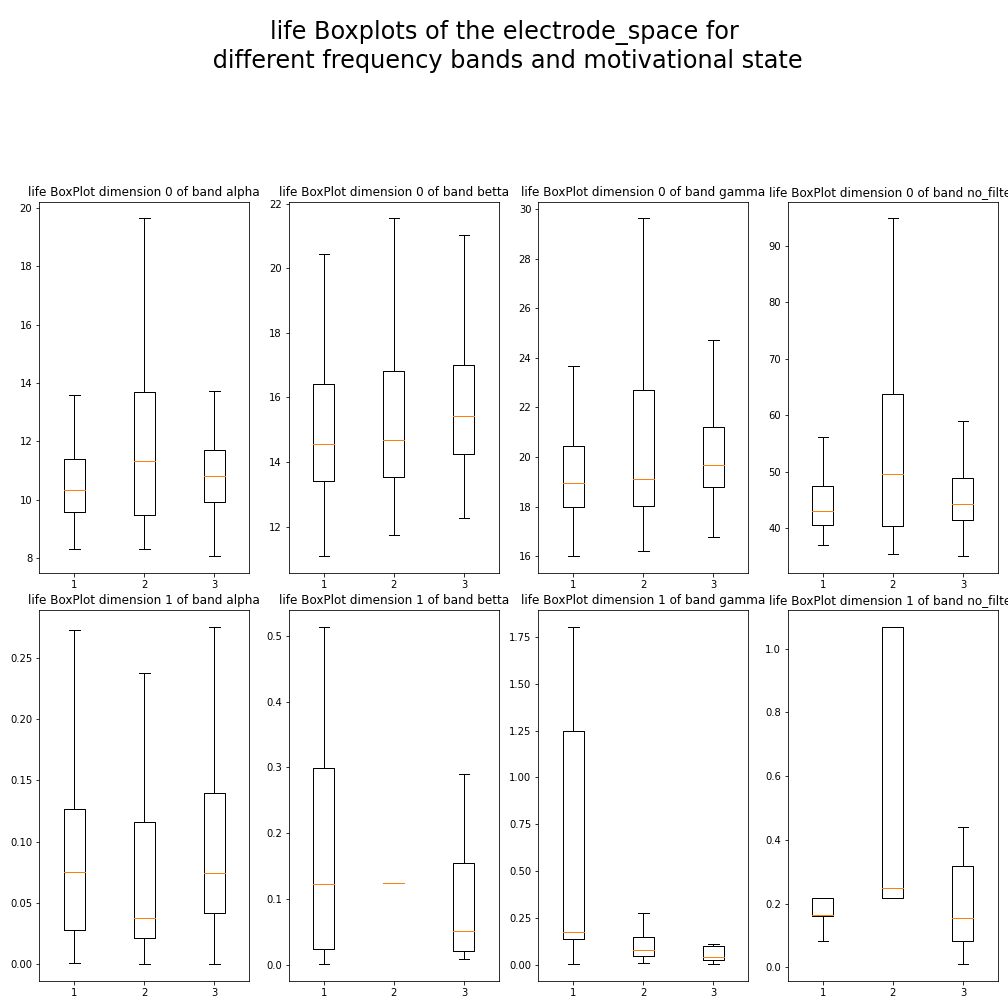 life Boxplots of the electrode_space for
different frequency bands and motivational state
life BoxPlot dimension 0 of band alpha
life BoxPlot dimension 0 of band betta
life BoxPlot dimension 0 of band gamma
life BoxPlot dimension 0 of band no_filte
20
18
16
14
12
10
8
1 2 3
22
20
18
16
14
12
1 2 3
30
28
26
24
22
20
18
16
1 2 3
90
80
70
60
50
40
1 2 3
life BoxPlot dimension 1 of band alpha
life BoxPlot dimension 1 of band betta
life BoxPlot dimension 1 of band gamma
life BoxPlot dimension 1 of band no_filte
0.25
0.20
0.15
0.10
0.05
0.00
1 2 3
0.5
0.4
0.3
0.2
0.1
0.0
1 2 3
1.75
1.50
1.25
1.00
0.75
0.50
0.25
0.00
1 2 3
1.0
0.8
0.6
0.4
0.2
0.0
1 2 3